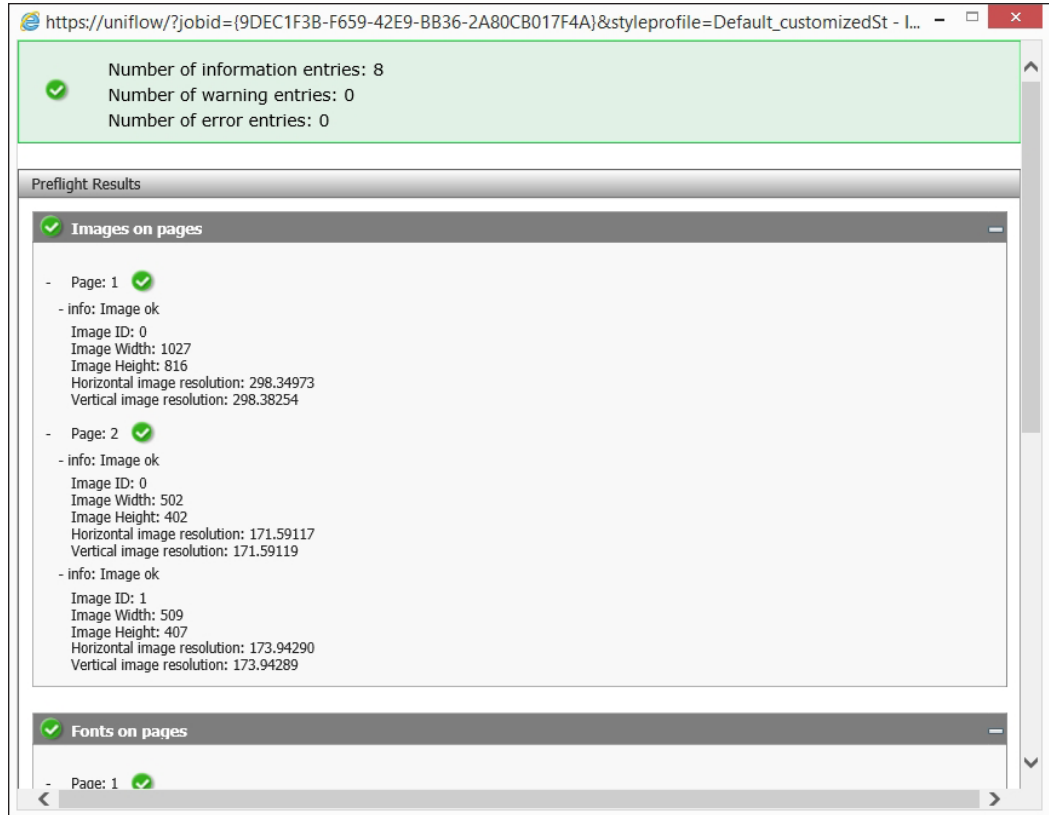 https://uniflow/?jobid={9DEC1F3B-F659-42E9-BB36-2A80CB017F4A}&styleprofile=Default_customizedSt - I...
Number of information entries: 8
Number of warning entries: 0
Number of error entries: 0
Preflight Results
Images on pages
- Page: 1
- info: Image ok
Image ID: 0
Image Width: 1027
Image Height: 816
Horizontal image resolution: 298.34973
Vertical image resolution: 298.38254
- Page: 2
- info: Image ok
Image ID: 0
Image Width: 502
Image Height: 402
Horizontal image resolution: 171.59117
Vertical image resolution: 171.59119
- info: Image ok
Image ID: 1
Image Width: 509
Image Height: 407
Horizontal image resolution: 173.94290
Vertical image resolution: 173.94289
Fonts on pages
- Page: 1